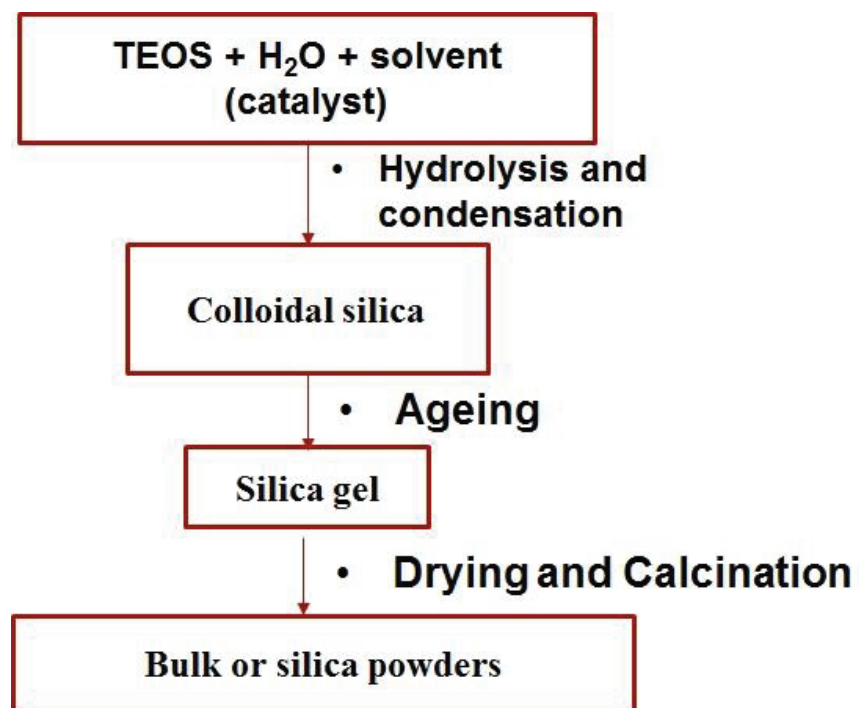 TEOS + H₂O + solvent
(catalyst)
• Hydrolysis and
condensation
Colloidal silica
• Ageing
Silica gel
• Drying and Calcination
Bulk or silica powders